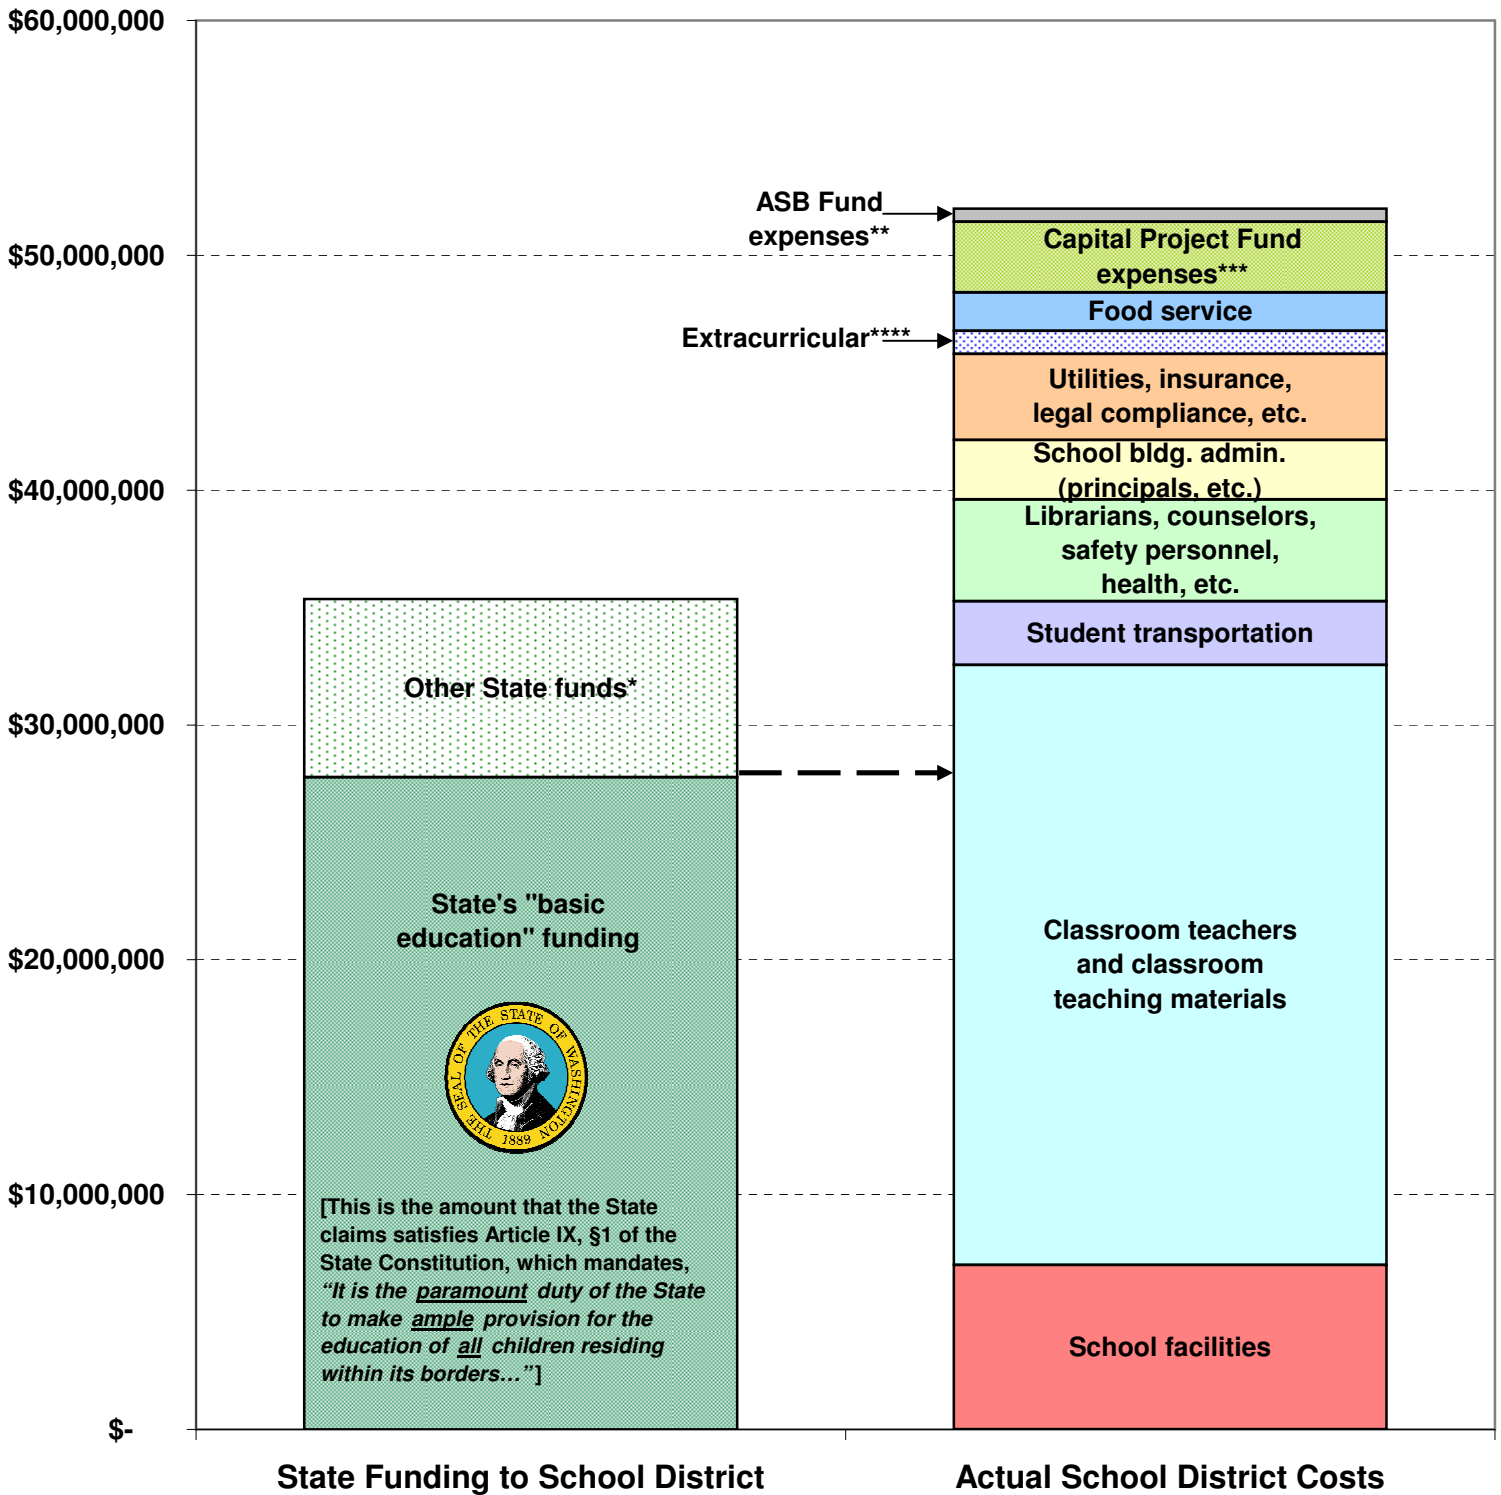 $60,000,000
$50,000,000
$40,000,000
$30,000,000
$20,000,000
$10,000,000
$-
Other State funds*
State's "basic
education" funding
THE SEAL OF THE STATE OF WASHINGTON
1889
[This is the amount that the State
claims satisfies Article IX, §1 of the
State Constitution, which mandates,
“It is the paramount duty of the State
to make ample provision for the
education of all children residing
within its borders…”]
ASB Fund
expenses**
Capital Project Fund
expenses***
Food service
Extracurricular****
Utilities, insurance,
legal compliance, etc.
School bldg. admin.
(principals, etc.)
Librarians, counselors,
safety personnel,
health, etc.
Student transportation
Classroom teachers
and classroom
teaching materials
School facilities
State Funding to School District
Actual School District Costs